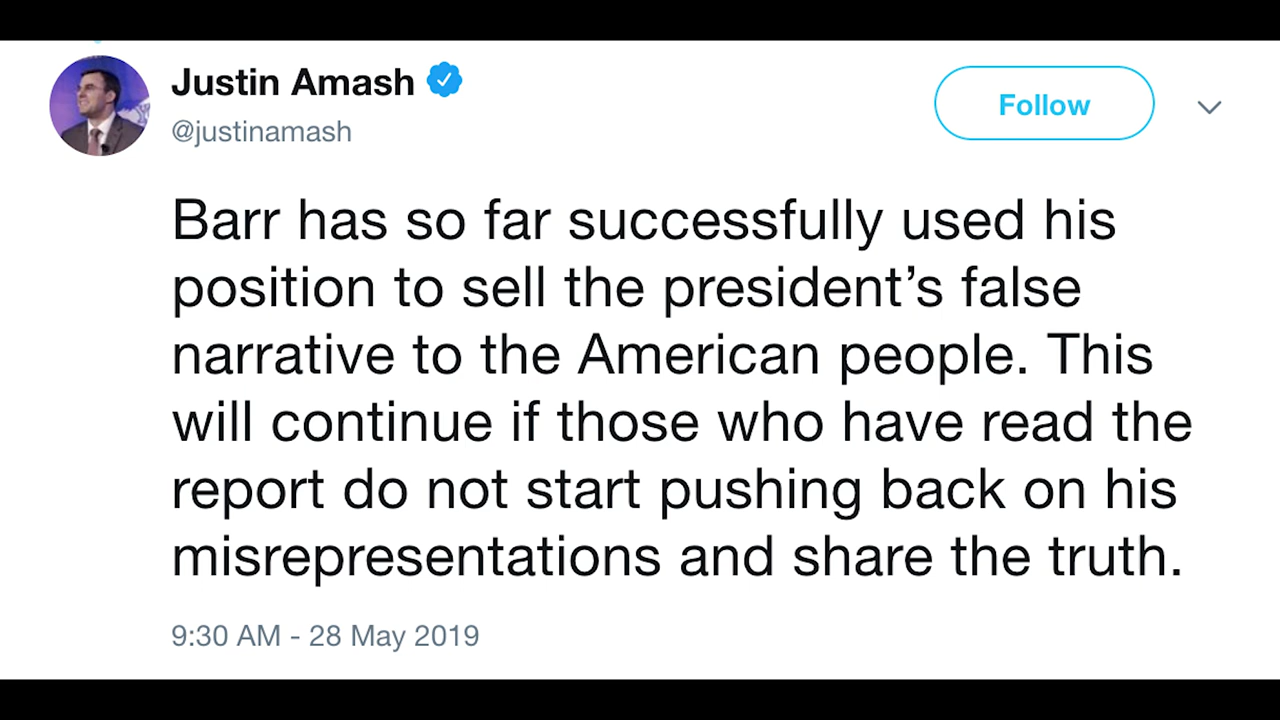 Justin Amash
@justinamash
Follow
Barr has so far successfully used his
position to sell the president’s false
narrative to the American people. This
will continue if those who have read the
report do not start pushing back on his
misrepresentations and share the truth.
9:30 AM - 28 May 2019